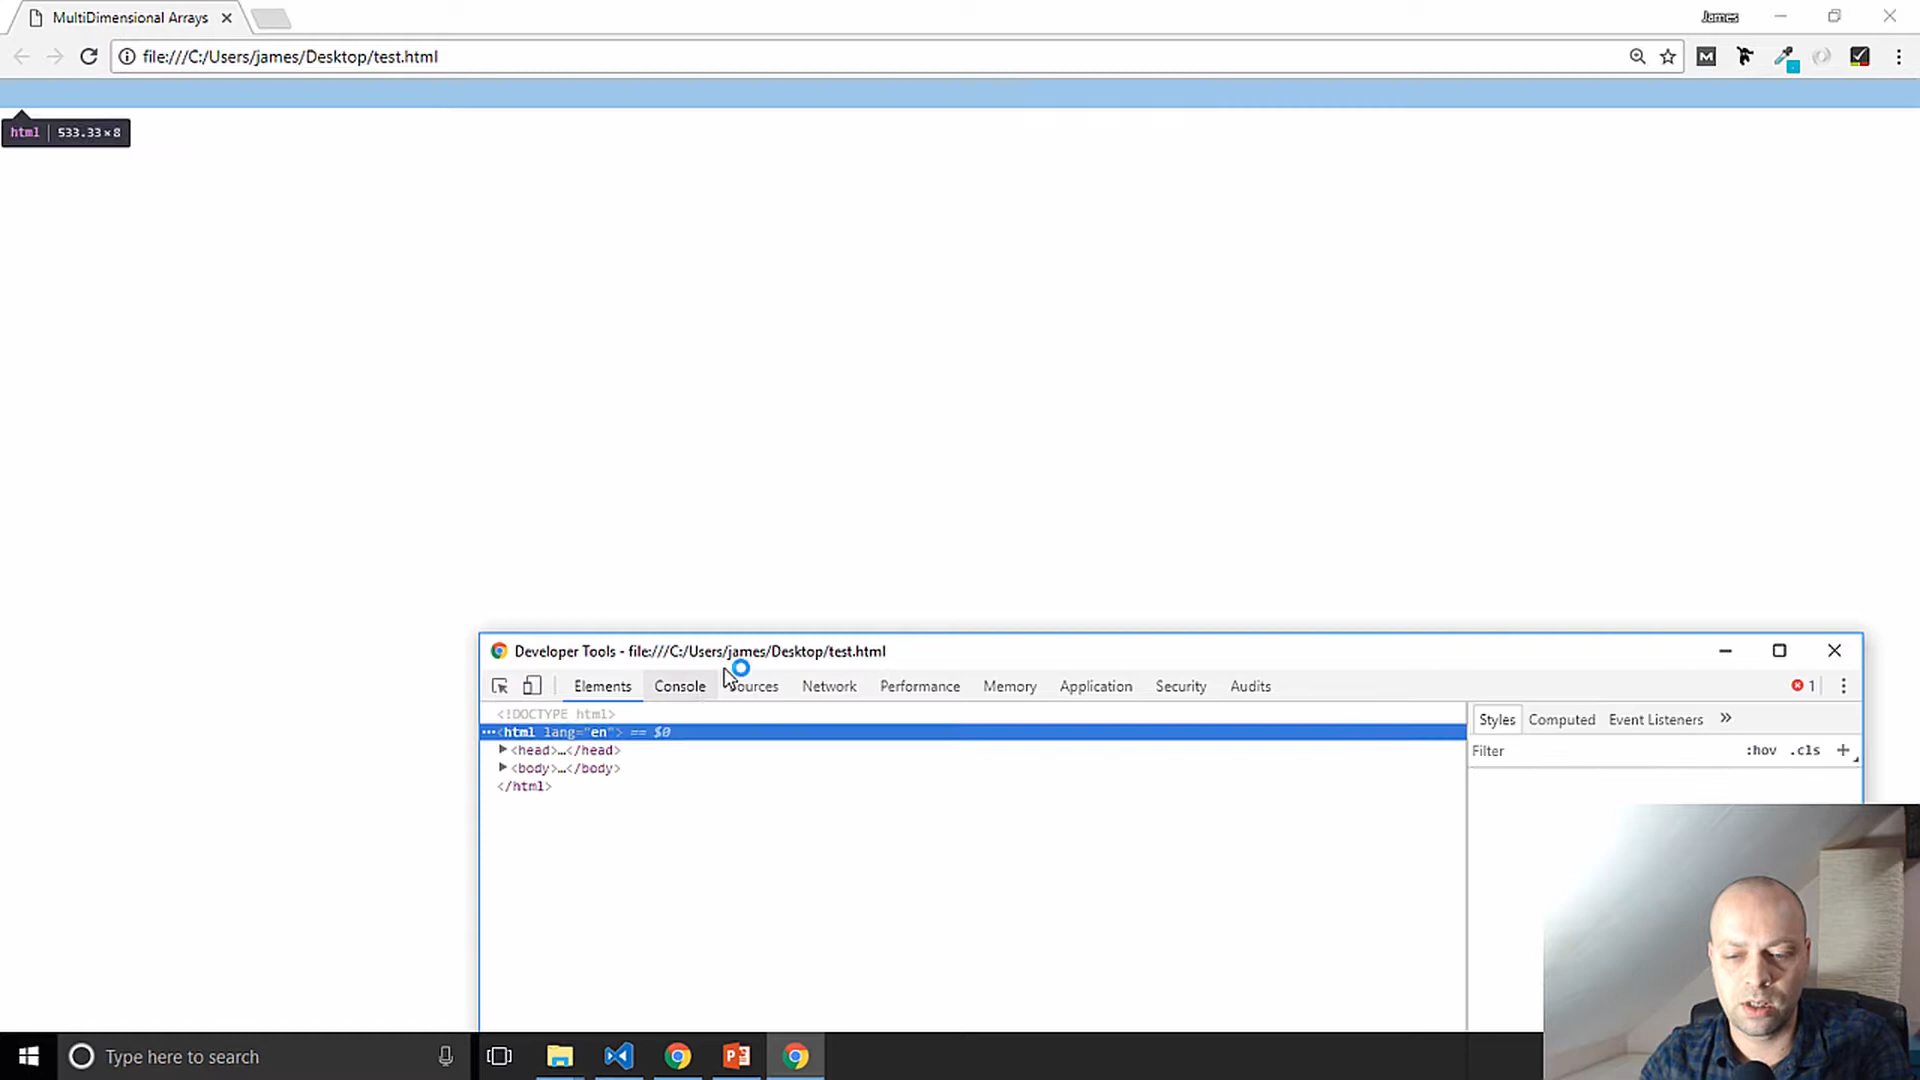 MultiDimensional Arrays
James
file:///C:/Users/james/Desktop/test.html
html 533.33×8
Developer Tools - file:///C:/Users/james/Desktop/test.html
Elements Console Sources Network Performance Memory Application Security Audits 1
<!DOCTYPE html>
…<html lang="en"> == $0
<head>…</head>
<body>…</body>
</html>
Styles Computed Event Listeners »
Filter :hov .cls +
Type here to search